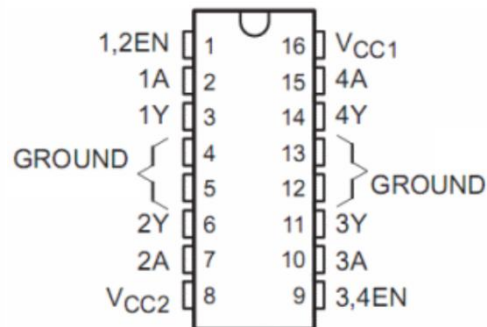 1,2EN 1 16 VCC1
1A 2 15 4A
1Y 3 14 4Y
GROUND 4 13
5 12 GROUND
2Y 6 11 3Y
2A 7 10 3A
VCC2 8 9 3,4EN